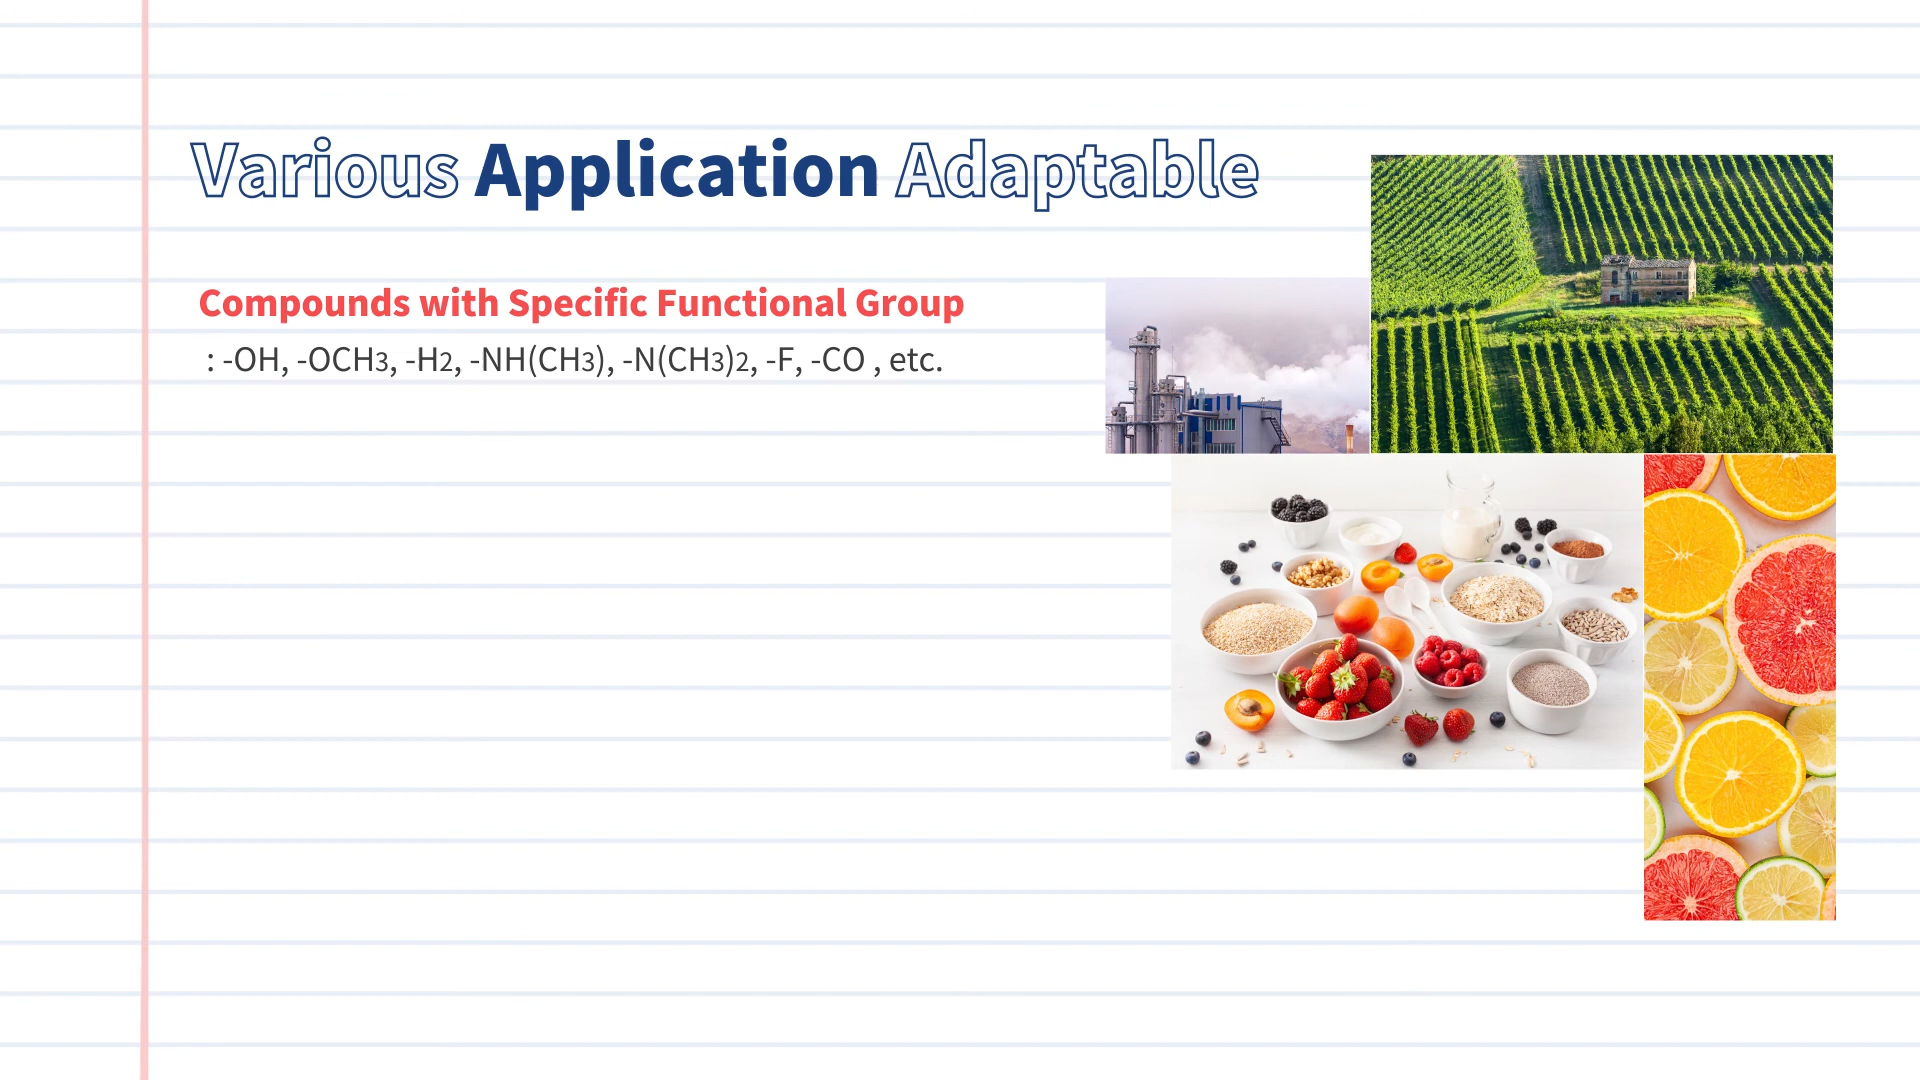 Various Application Adaptable
Compounds with Specific Functional Group
: -OH, -OCH3, -H2, -NH(CH3), -N(CH3)2, -F, -CO , etc.